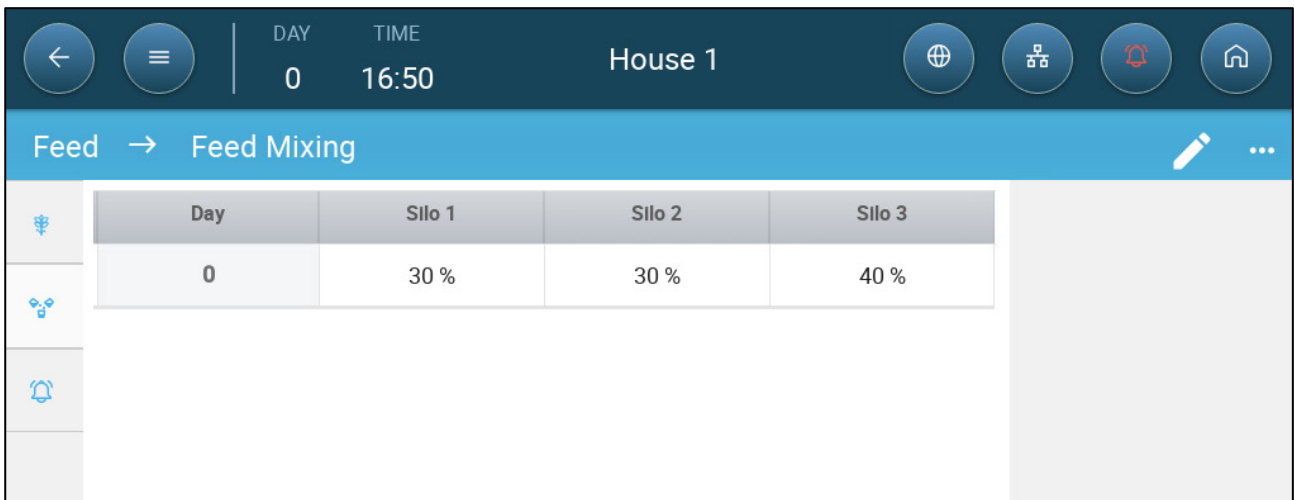 DAY TIME
0 16:50 House 1
Feed → Feed Mixing
Day Silo 1 Silo 2 Silo 3
0 30 % 30 % 40 %